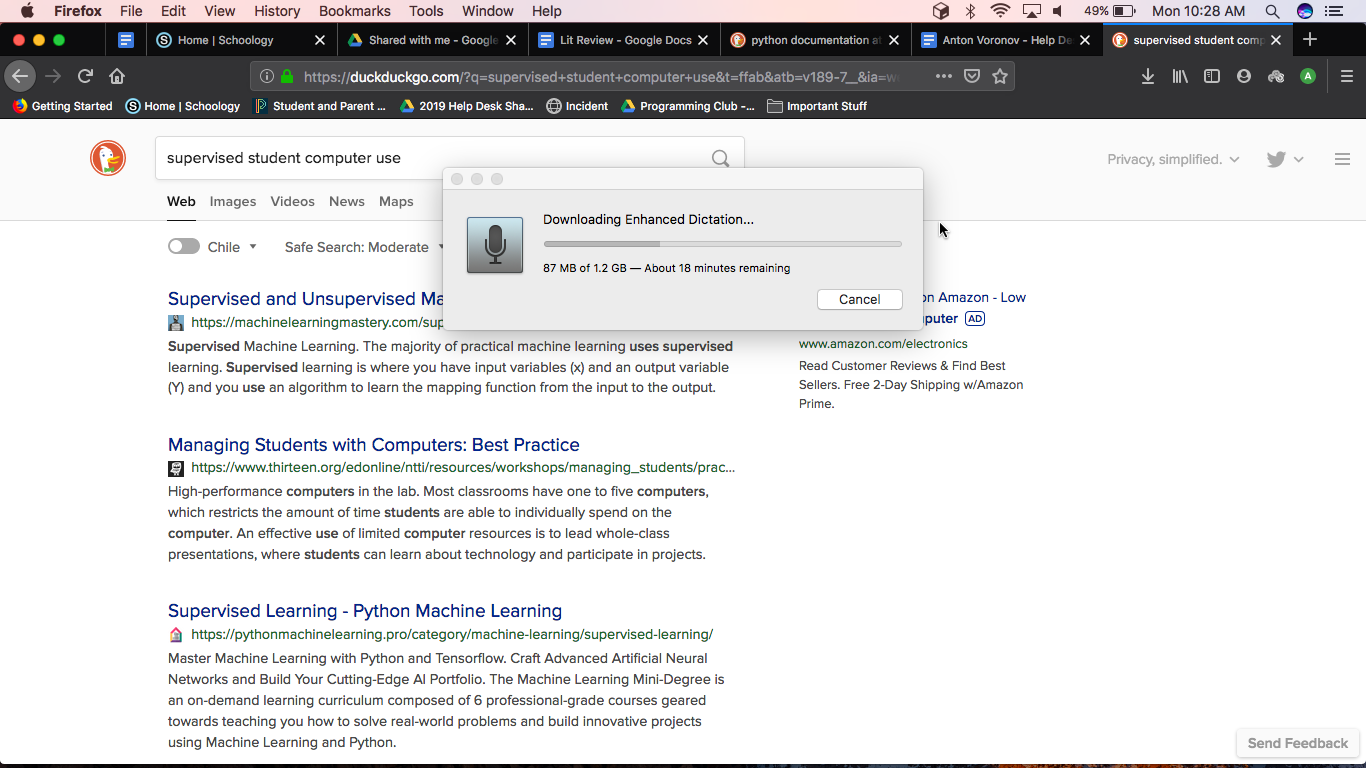 Firefox File Edit View History Bookmarks Tools Window Help 49% Mon 10:28 AM
Home | Schoology Shared with me - Google Lit Review - Google Docs python documentation at Anton Voronov - Help De supervised student comp
https://duckduckgo.com/?q=supervised+student+computer+use&t=ffab&atb=v189-7__&ia=w A
Getting Started Home | Schoology Student and Parent ... 2019 Help Desk Sha... Incident Programming Club -... Important Stuff
supervised student computer use
Privacy, simplified.
Web Images Videos News Maps
Chile Safe Search: Moderate
Downloading Enhanced Dictation...
87 MB of 1.2 GB — About 18 minutes remaining
Cancel
Supervised and Unsupervised Ma
https://machinelearningmastery.com/sup
Supervised Machine Learning. The majority of practical machine learning uses supervised
learning. Supervised learning is where you have input variables (x) and an output variable
(Y) and you use an algorithm to learn the mapping function from the input to the output.
on Amazon - Low
puter AD
www.amazon.com/electronics
Read Customer Reviews & Find Best
Sellers. Free 2-Day Shipping w/Amazon
Prime.
Managing Students with Computers: Best Practice
https://www.thirteen.org/edonline/ntti/resources/workshops/managing_students/prac...
High-performance computers in the lab. Most classrooms have one to five computers,
which restricts the amount of time students are able to individually spend on the
computer. An effective use of limited computer resources is to lead whole-class
presentations, where students can learn about technology and participate in projects.
Supervised Learning - Python Machine Learning
https://pythonmachinelearning.pro/category/machine-learning/supervised-learning/
Master Machine Learning with Python and Tensorflow. Craft Advanced Artificial Neural
Networks and Build Your Cutting-Edge AI Portfolio. The Machine Learning Mini-Degree is
an on-demand learning curriculum composed of 6 professional-grade courses geared
towards teaching you how to solve real-world problems and build innovative projects
using Machine Learning and Python.
Send Feedback